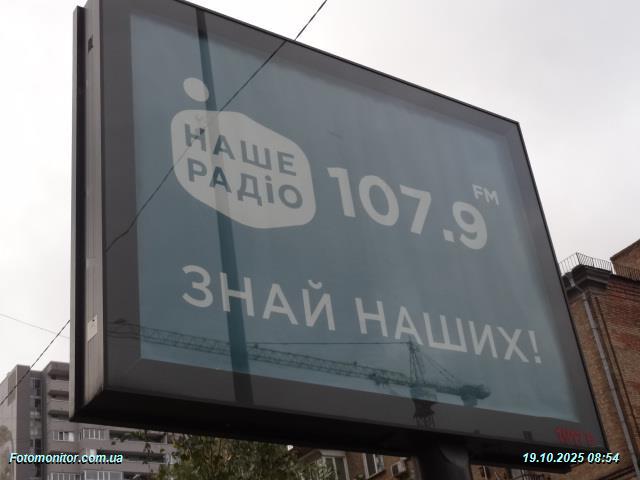 НАШЕ
РАДІО
107.9 FM
ЗНАЙ НАШИХ!
Fotomonitor.com.ua
19.10.2025 08:54